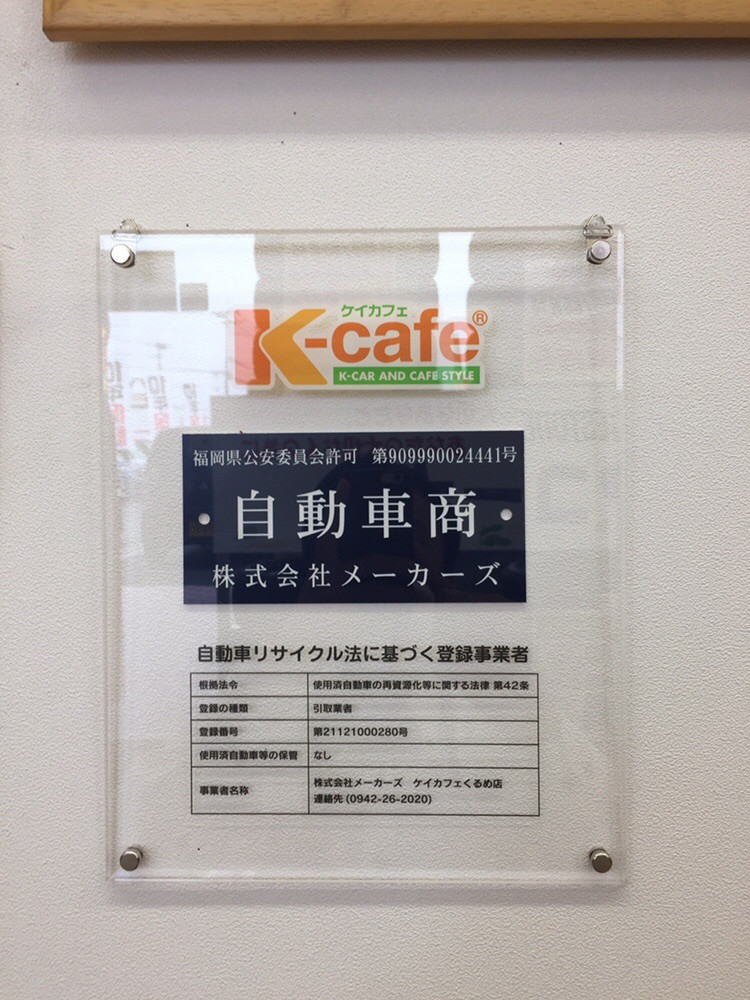 ケイカフェ
K-cafe®
K-CAR AND CAFE STYLE
福岡県公安委員会許可 第909990024441号
自動車商
株式会社メーカーズ
自動車リサイクル法に基づく登録事業者
根拠法令 使用済自動車の再資源化等に関する法律 第42条
登録の種類 引取業者
登録番号 第21121000280号
使用済自動車等の保管 なし
事業者名称 株式会社メーカーズ ケイカフェくるめ店
連絡先(0942-26-2020)